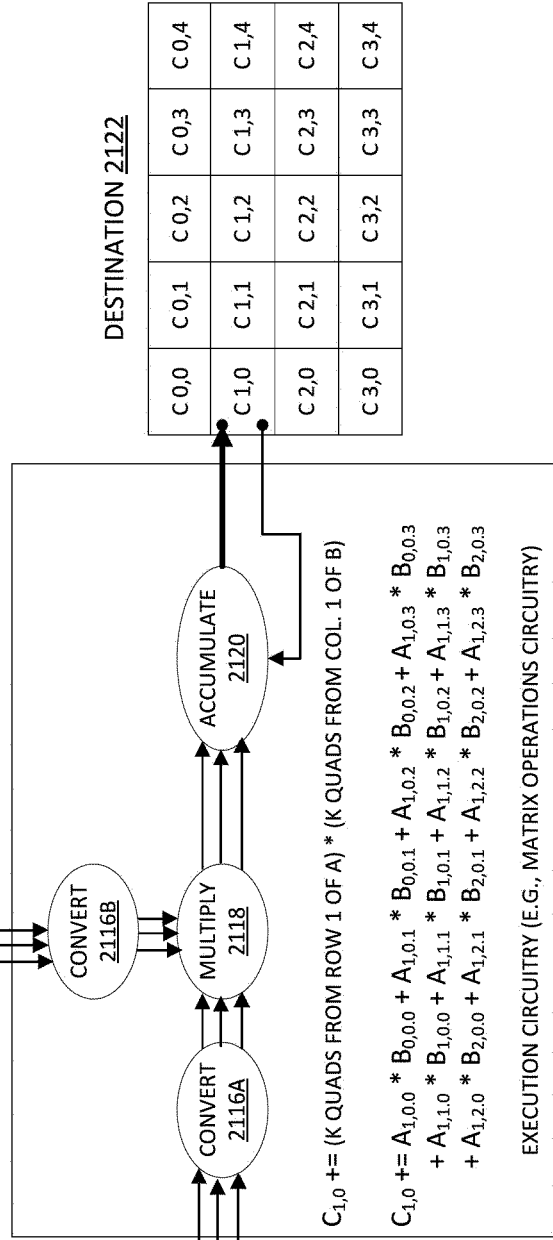 DESTINATION 2122
C 0,0 C 0,1 C 0,2 C 0,3 C 0,4
C 1,0 C 1,1 C 1,2 C 1,3 C 1,4
C 2,0 C 2,1 C 2,2 C 2,3 C 2,4
C 3,0 C 3,1 C 3,2 C 3,3 C 3,4
CONVERT
2116B
CONVERT
2116A
MULTIPLY
2118
ACCUMULATE
2120
C1,0 += (K QUADS FROM ROW 1 OF A) * (K QUADS FROM COL. 1 OF B)
C1,0 += A1,0.0 * B0,0.0 + A1,0.1 * B0,0.1 + A1,0.2 * B0,0.2 + A1,0.3 * B0,0.3
+ A1,1.0 * B1,0.0 + A1,1.1 * B1,0.1 + A1,1.2 * B1,0.2 + A1,1.3 * B1,0.3
+ A1,2.0 * B2,0.0 + A1,2.1 * B2,0.1 + A1,2.2 * B2,0.2 + A1,2.3 * B2,0.3
EXECUTION CIRCUITRY (E.G., MATRIX OPERATIONS CIRCUITRY)